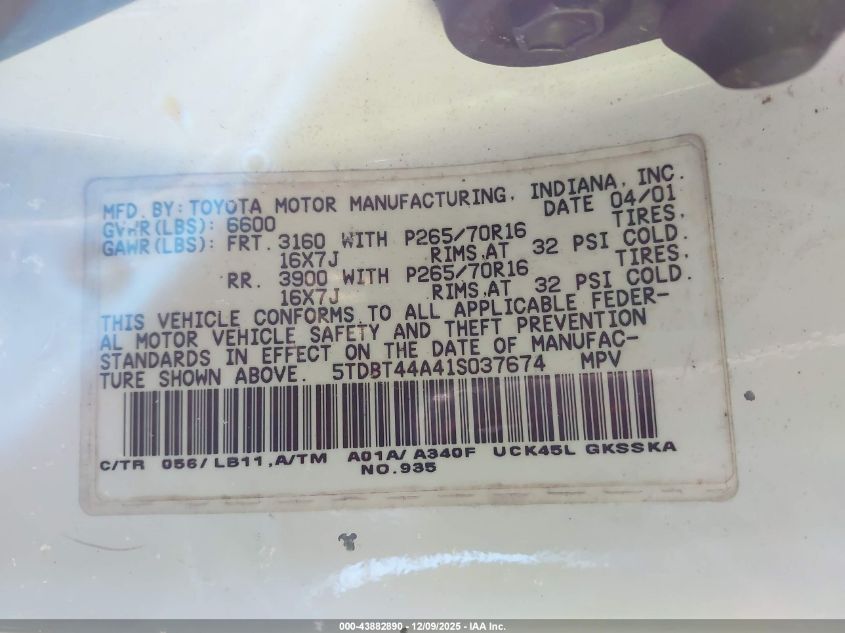 MFD. BY: TOYOTA MOTOR MANUFACTURING, INDIANA, INC.
GVWR(LBS): 6600 DATE 04/01
GAWR(LBS): FRT. 3160 WITH P265/70R16 TIRES,
16X7J RIMS,AT 32 PSI COLD.
RR. 3900 WITH P265/70R16 TIRES,
16X7J RIMS,AT 32 PSI COLD.
THIS VEHICLE CONFORMS TO ALL APPLICABLE FEDER-
AL MOTOR VEHICLE SAFETY AND THEFT PREVENTION
STANDARDS IN EFFECT ON THE DATE OF MANUFAC-
TURE SHOWN ABOVE. 5TDBT44A41S037674 MPV
C/TR 056/LB11,A/TM A01A/A340F UCK45L GKSSKA
NO.935
000-43882890 - 12/09/2025 - IAA Inc.